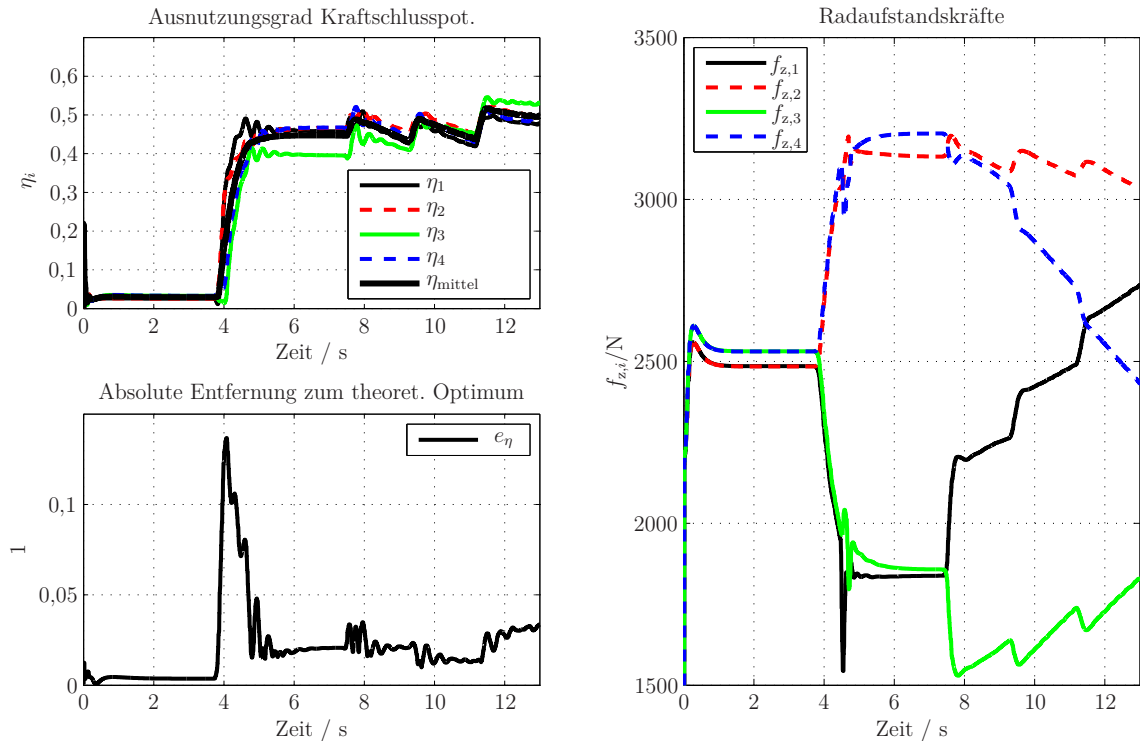 Ausnutzungsgrad Kraftschlusspot.
0,6
0,5
0,4
0,3
0,2
0,1
0
η_i
η_1
η_2
η_3
η_4
η_mittel
0 2 4 6 8 10 12
Zeit / s
Absolute Entfernung zum theoret. Optimum
e_η
0,1
0,05
0
1
0 2 4 6 8 10 12
Zeit / s
Radaufstandskräfte
3500
3000
2500
2000
1500
f_z,i/N
f_z,1
f_z,2
f_z,3
f_z,4
0 2 4 6 8 10 12
Zeit / s